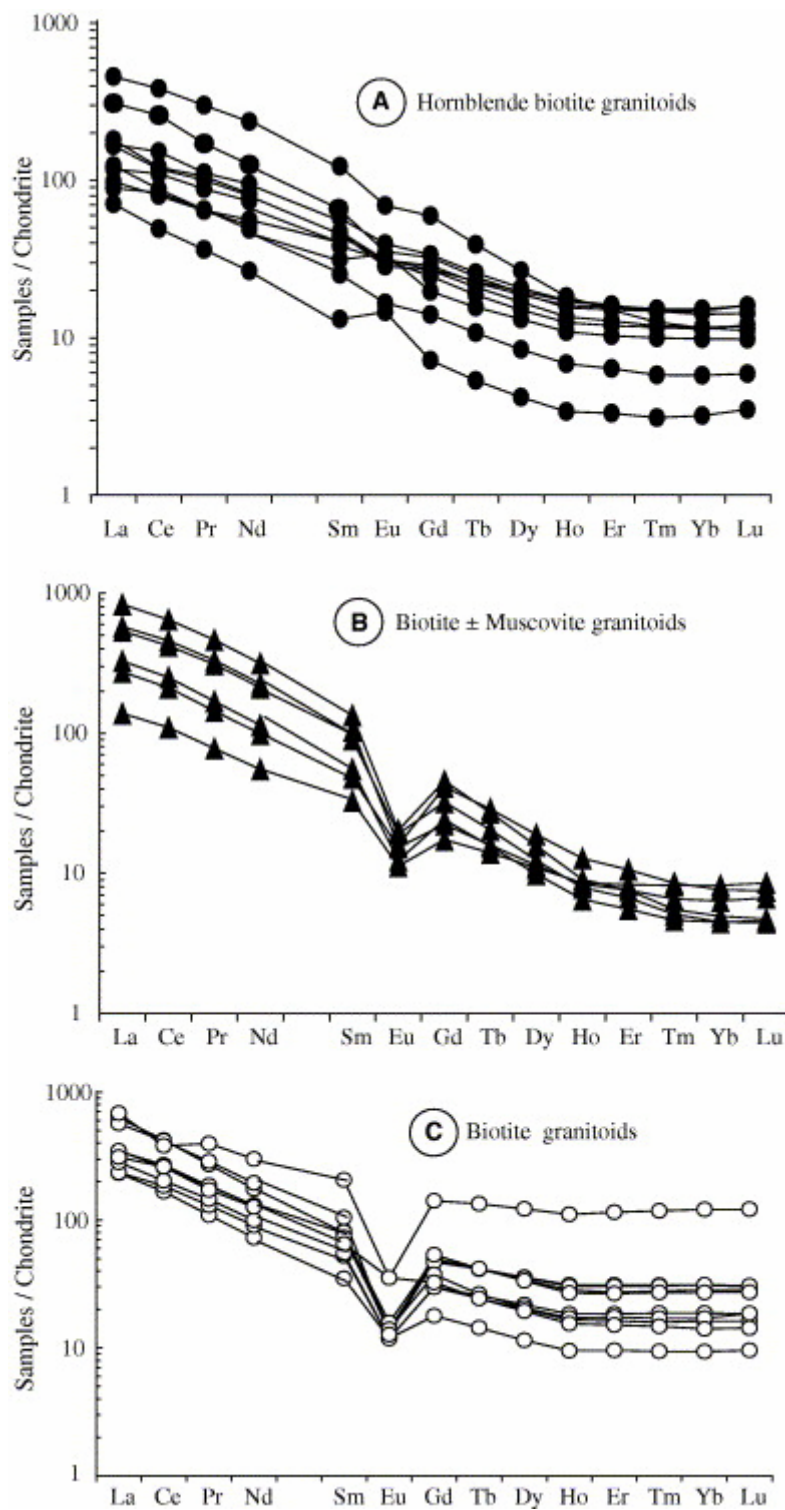 1000
A Hornblende biotite granitoids
100
Samples / Chondrite
10
1
La Ce Pr Nd Sm Eu Gd Tb Dy Ho Er Tm Yb Lu
1000
B Biotite ± Muscovite granitoids
100
Samples / Chondrite
10
1
La Ce Pr Nd Sm Eu Gd Tb Dy Ho Er Tm Yb Lu
1000
C Biotite granitoids
100
Samples / Chondrite
10
1
La Ce Pr Nd Sm Eu Gd Tb Dy Ho Er Tm Yb Lu